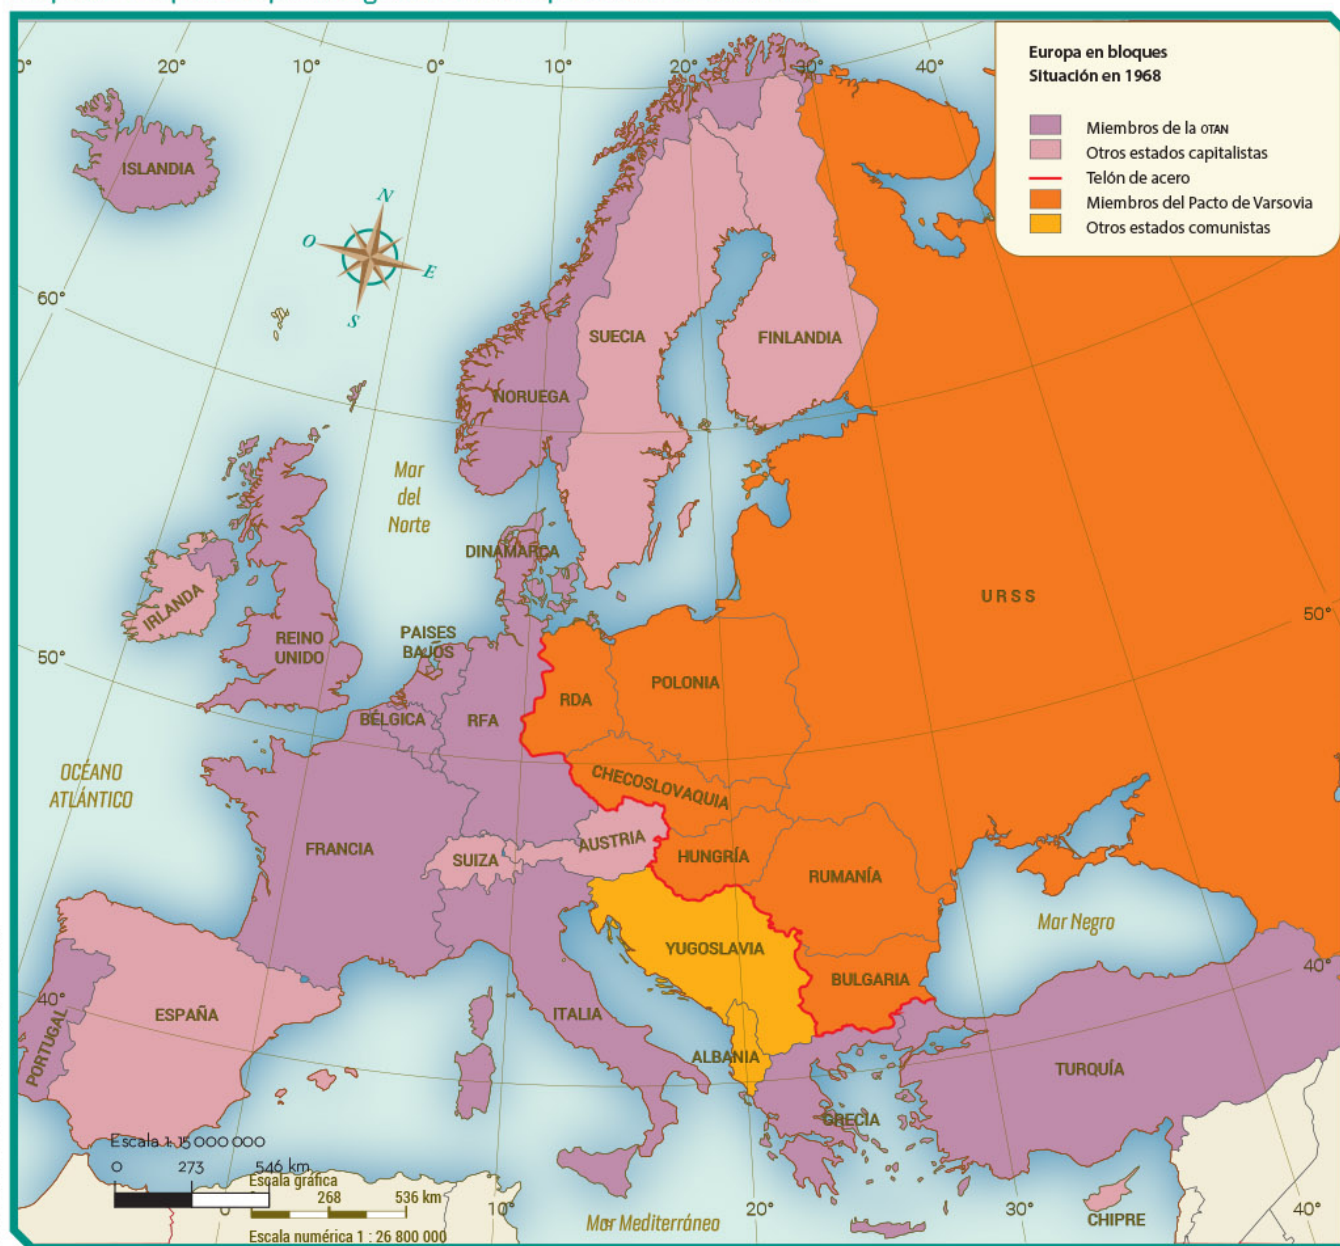 Europa en bloques
Situación en 1968
Miembros de la OTAN
Otros estados capitalistas
Telón de acero
Miembros del Pacto de Varsovia
Otros estados comunistas
0°
20°
10°
0°
10°
20°
30°
40°
ISLANDIA
N
O
E
S
60°
SUECIA
FINLANDIA
NORUEGA
Mar
del
Norte
DINAMARCA
IRLANDA
REINO
UNIDO
PAISES
BAJOS
URSS
50°
50°
RDA
POLONIA
BÉLGICA
RFA
OCÉANO
ATLÁNTICO
CHECOSLOVAQUIA
FRANCIA
SUIZA
AUSTRIA
HUNGRÍA
RUMANÍA
Mar Negro
YUGOSLAVIA
BULGARIA
40°
40°
PORTUGAL
ESPAÑA
ITALIA
ALBANIA
TURQUÍA
GRECIA
Escala 1: 15 000 000
0 273 546 km
Escala gráfica
0 268 536 km
Escala numérica 1 : 26 800 000
10°
Mar Mediterráneo
20°
30°
CHIPRE
40°